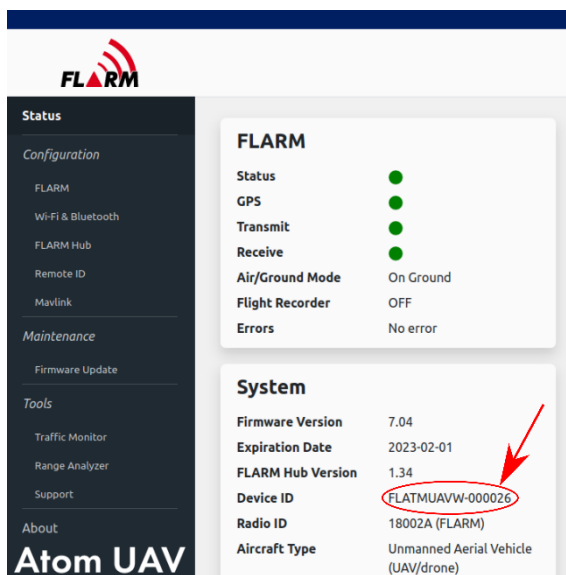 FLARM
Status
Configuration
FLARM
Wi-Fi & Bluetooth
FLARM Hub
Remote ID
Mavlink
Maintenance
Firmware Update
Tools
Traffic Monitor
Range Analyzer
Support
About
Atom UAV
FLARM
Status
GPS
Transmit
Receive
Air/Ground Mode On Ground
Flight Recorder OFF
Errors No error
System
Firmware Version 7.04
Expiration Date 2023-02-01
FLARM Hub Version 1.34
Device ID FLATMUAVW-000026
Radio ID 18002A (FLARM)
Aircraft Type Unmanned Aerial Vehicle
(UAV/drone)